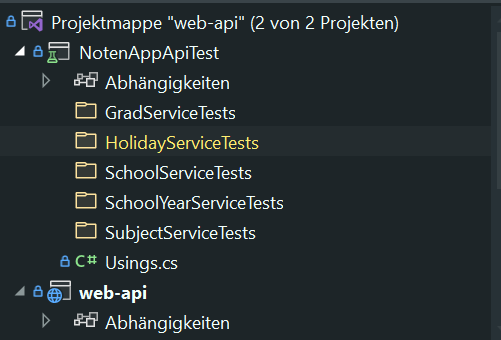 Projektmappe "web-api" (2 von 2 Projekten)
NotenAppApiTest
Abhängigkeiten
GradServiceTests
HolidayServiceTests
SchoolServiceTests
SchoolYearServiceTests
SubjectServiceTests
C# Usings.cs
web-api
Abhängigkeiten